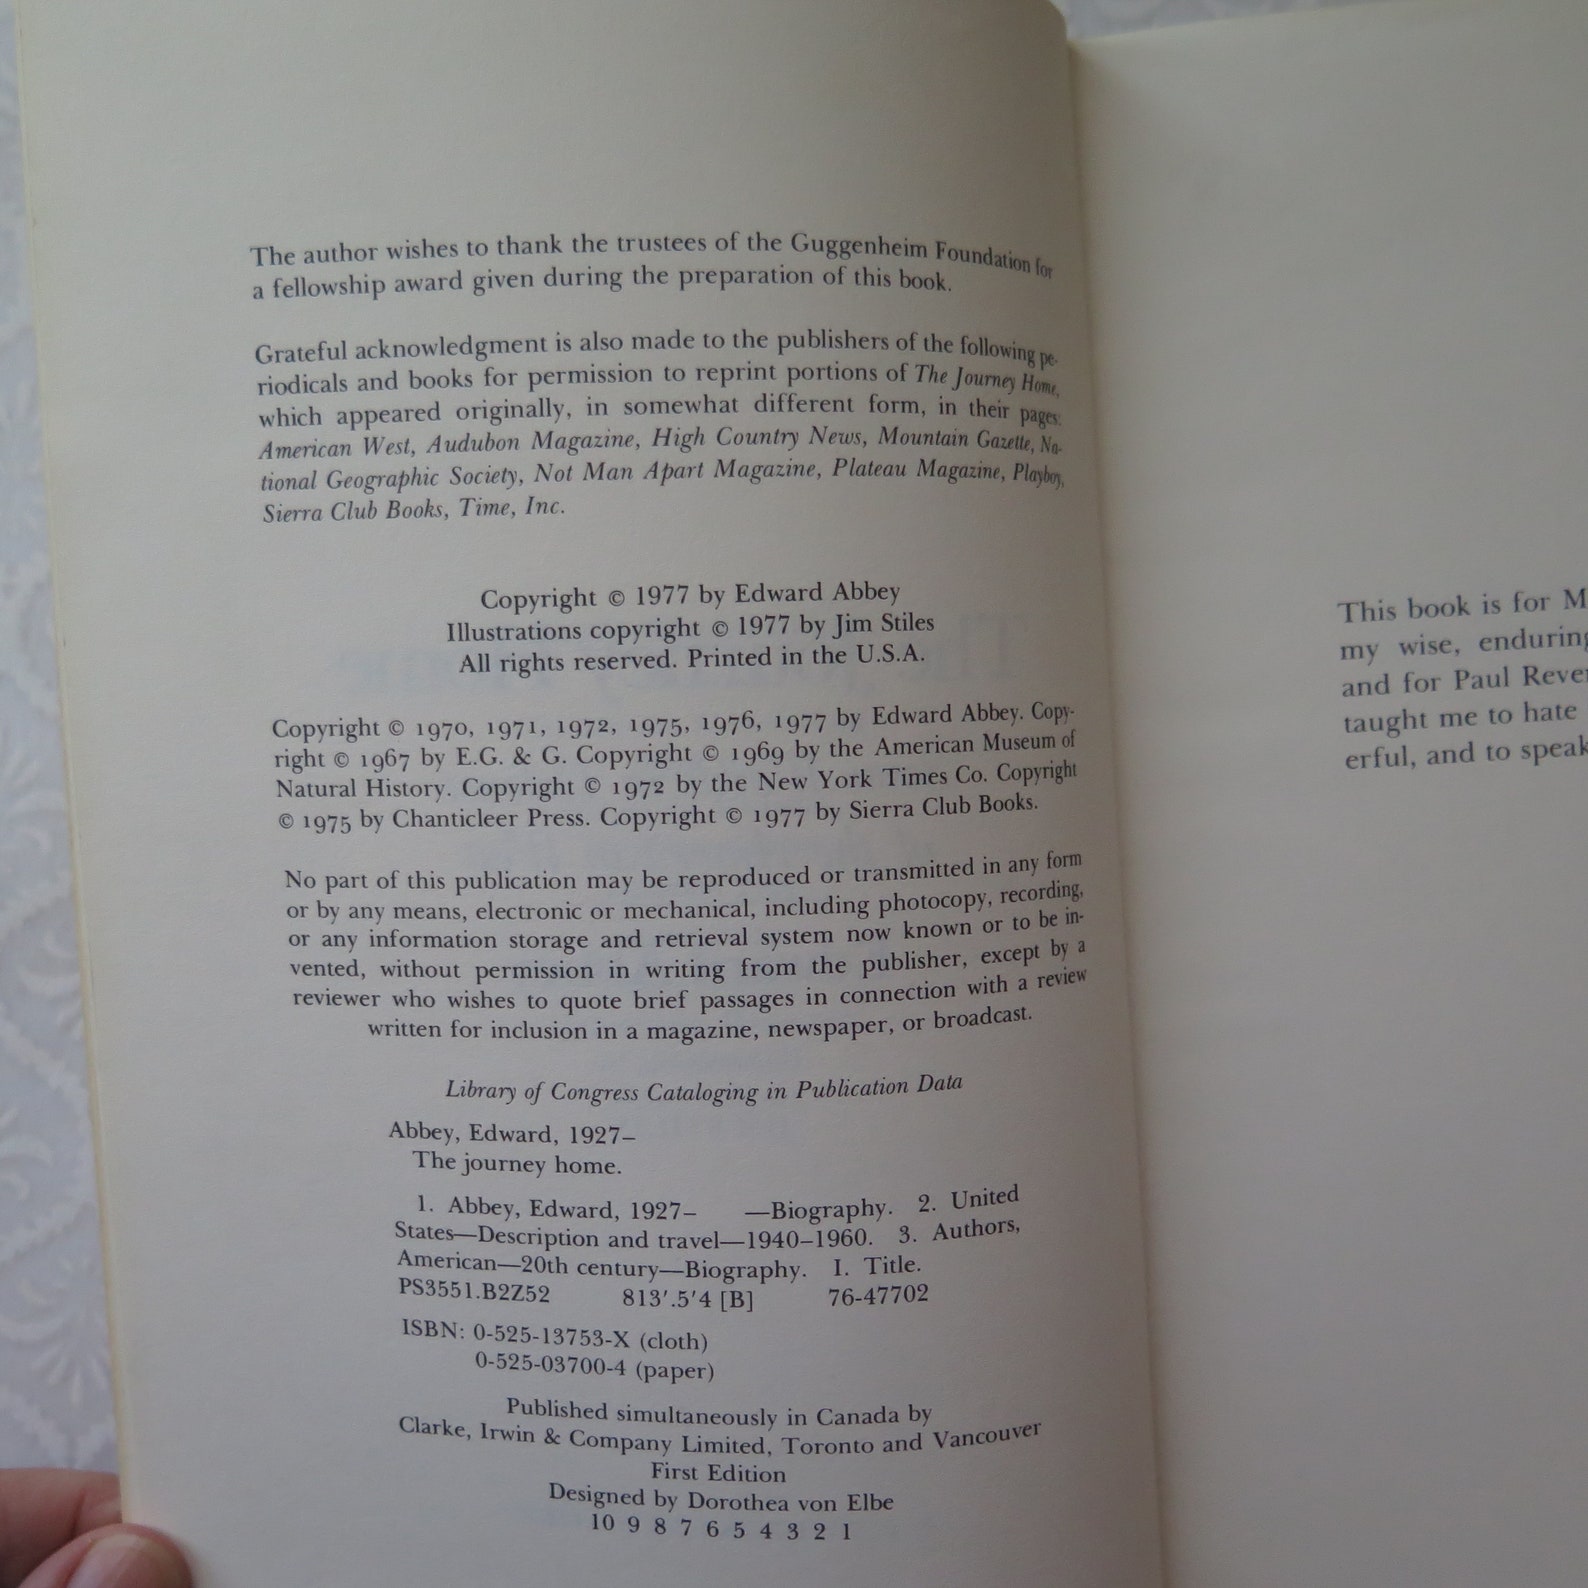 The author wishes to thank the trustees of the Guggenheim Foundation for
a fellowship award given during the preparation of this book.
Grateful acknowledgment is also made to the publishers of the following pe-
riodicals and books for permission to reprint portions of The Journey Home,
which appeared originally, in somewhat different form, in their pages:
American West, Audubon Magazine, High Country News, Mountain Gazette, Na-
tional Geographic Society, Not Man Apart Magazine, Plateau Magazine, Playboy,
Sierra Club Books, Time, Inc.
Copyright © 1977 by Edward Abbey
Illustrations copyright © 1977 by Jim Stiles
All rights reserved. Printed in the U.S.A.
Copyright © 1970, 1971, 1972, 1975, 1976, 1977 by Edward Abbey. Copy-
right © 1967 by E.G. & G. Copyright © 1969 by the American Museum of
Natural History. Copyright © 1972 by the New York Times Co. Copyright
© 1975 by Chanticleer Press. Copyright © 1977 by Sierra Club Books.
No part of this publication may be reproduced or transmitted in any form
or by any means, electronic or mechanical, including photocopy, recording,
or any information storage and retrieval system now known or to be in-
vented, without permission in writing from the publisher, except by a
reviewer who wishes to quote brief passages in connection with a review
written for inclusion in a magazine, newspaper, or broadcast.
Library of Congress Cataloging in Publication Data
Abbey, Edward, 1927–
The journey home.
1. Abbey, Edward, 1927– —Biography. 2. United
States—Description and travel—1940–1960. 3. Authors,
American—20th century—Biography. I. Title.
PS3551.B2Z52 813'.5'4 [B] 76-47702
ISBN: 0-525-13753-X (cloth)
0-525-03700-4 (paper)
Published simultaneously in Canada by
Clarke, Irwin & Company Limited, Toronto and Vancouver
First Edition
Designed by Dorothea von Elbe
10 9 8 7 6 5 4 3 2 1
This book is for M
my wise, enduring
and for Paul Rever
taught me to hate
erful, and to speak